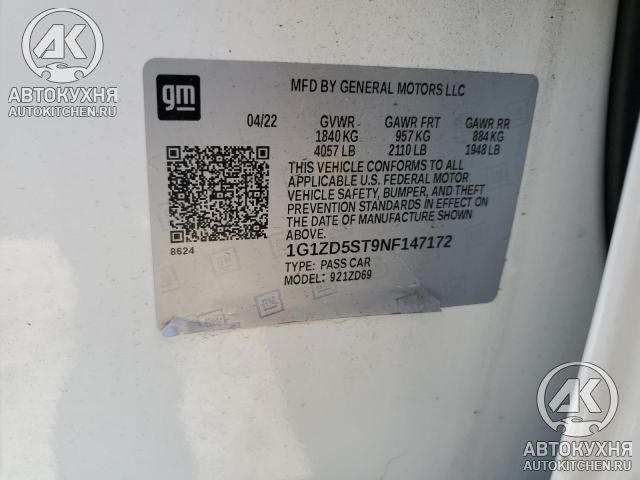 AK
АВТОКУХНЯ
AUTOKITCHEN.RU
gm
MFD BY GENERAL MOTORS LLC
04/22 GVWR GAWR FRT GAWR RR
1840 KG 957 KG 884 KG
4057 LB 2110 LB 1948 LB
THIS VEHICLE CONFORMS TO ALL
APPLICABLE U.S. FEDERAL MOTOR
VEHICLE SAFETY, BUMPER, AND THEFT
PREVENTION STANDARDS IN EFFECT ON
THE DATE OF MANUFACTURE SHOWN
ABOVE.
8624
1G1ZD5ST9NF147172
TYPE: PASS CAR
MODEL: 921ZD69
AK
АВТОКУХНЯ
AUTOKITCHEN.RU